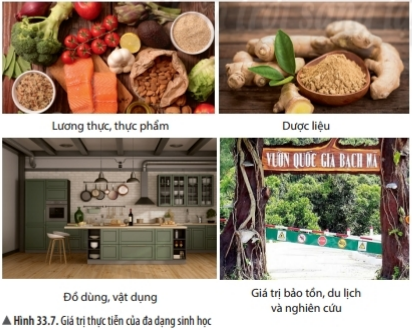 Lương thực, thực phẩm
Dược liệu
VƯỜN QUỐC GIA BẠCH MÃ
Đồ dùng, vật dụng
Giá trị bảo tồn, du lịch
và nghiên cứu
▲ Hình 33.7. Giá trị thực tiễn của đa dạng sinh học